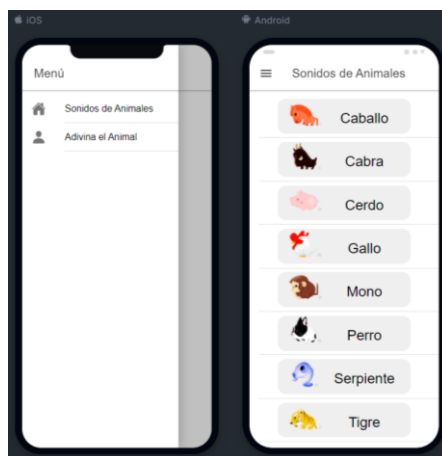 iOS
Android
Menú
Sonidos de Animales
Adivina el Animal
Sonidos de Animales
Caballo
Cabra
Cerdo
Gallo
Mono
Perro
Serpiente
Tigre